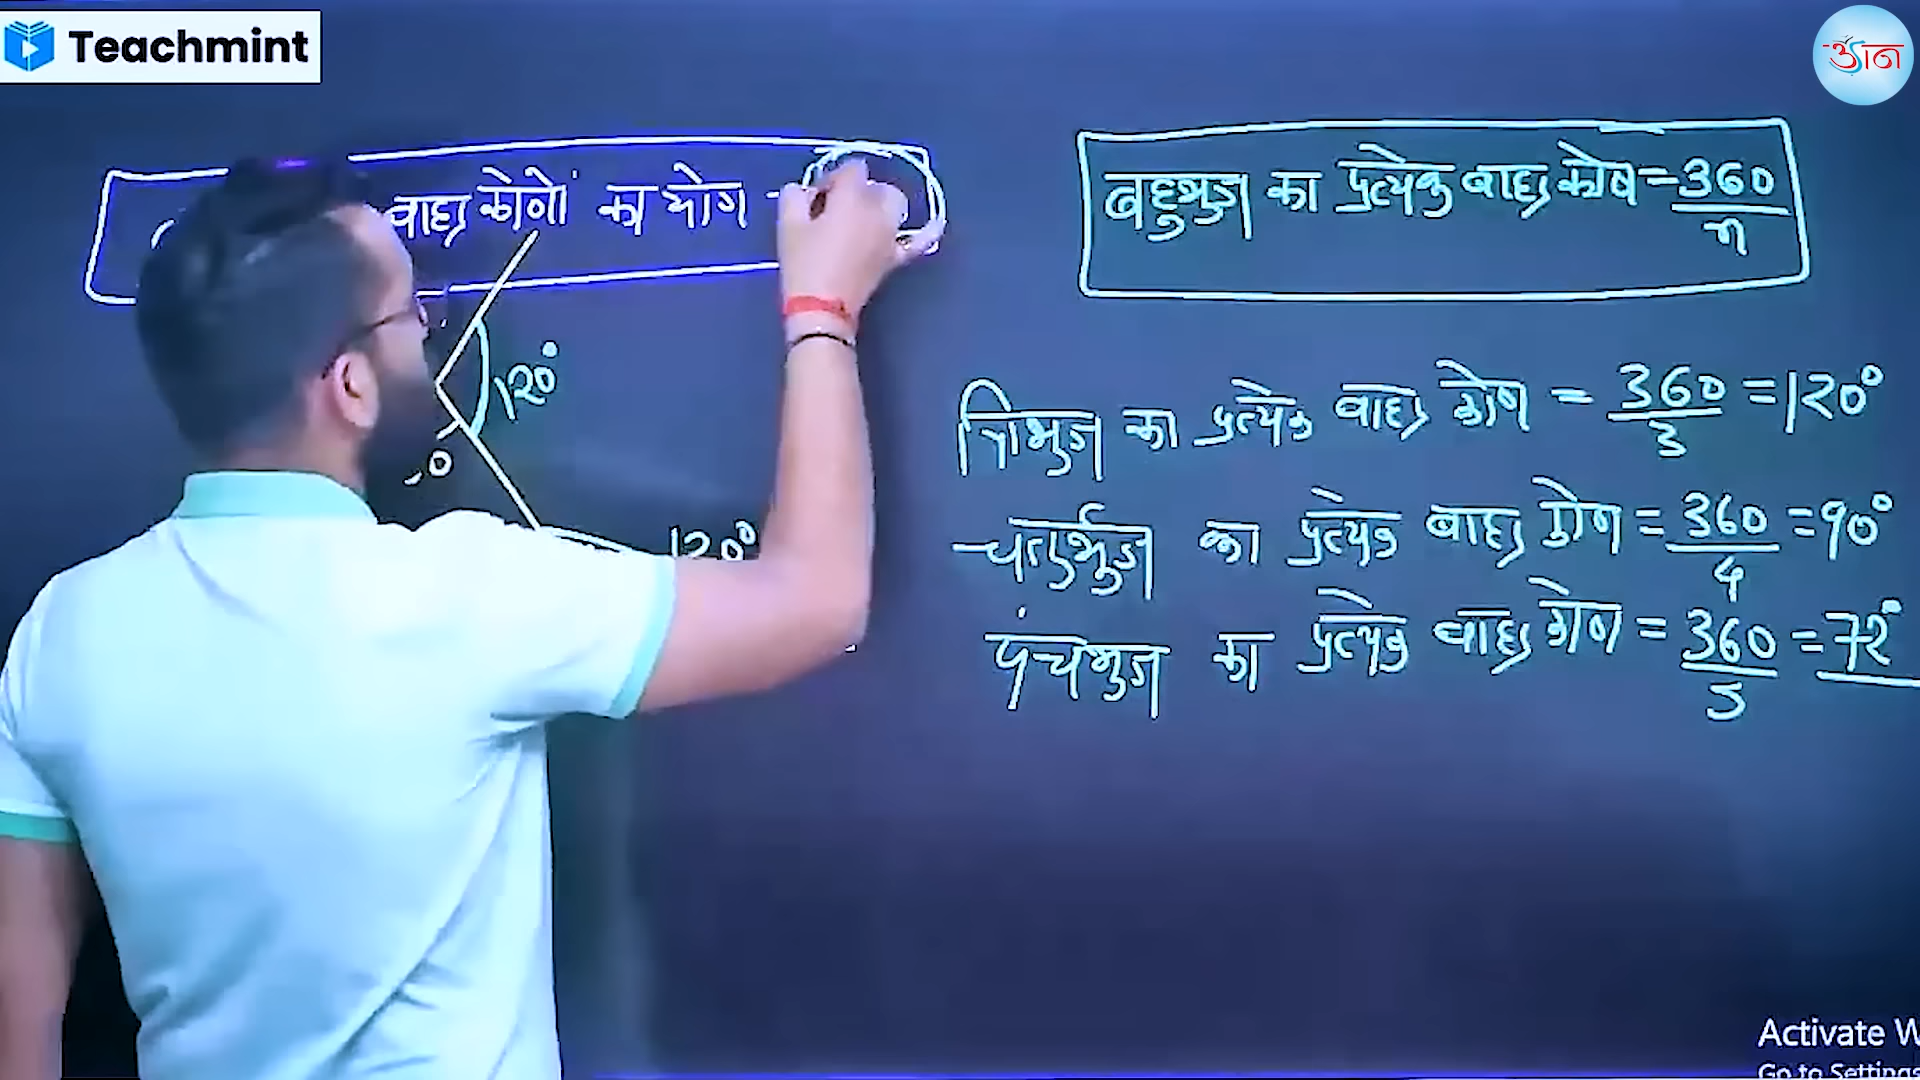 Teachmint
उड़ान
बाह्य कोणों का योग
बहुभुज का प्रत्येक बाह्य कोण = 360/n
120°
त्रिभुज का प्रत्येक बाह्य कोण = 360/3 = 120°
120°
चतुर्भुज का प्रत्येक बाह्य कोण = 360/4 = 90°
पंचभुज का प्रत्येक बाह्य कोण = 360/5 = 72°
Activate W
Go to Settings